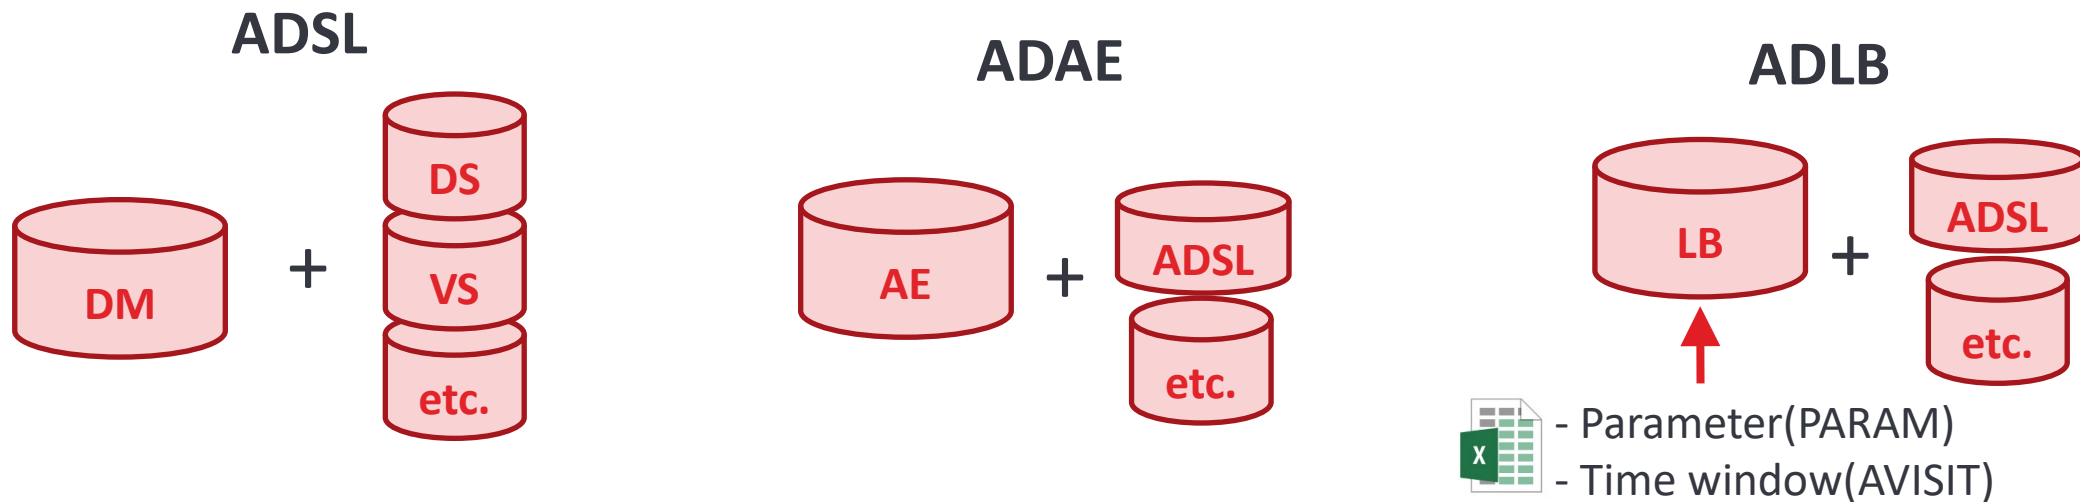 ADSL
DM
+
DS
VS
etc.
ADAE
AE
+
ADSL
etc.
ADLB
LB
+
ADSL
etc.
X
- Parameter(PARAM)
- Time window(AVISIT)